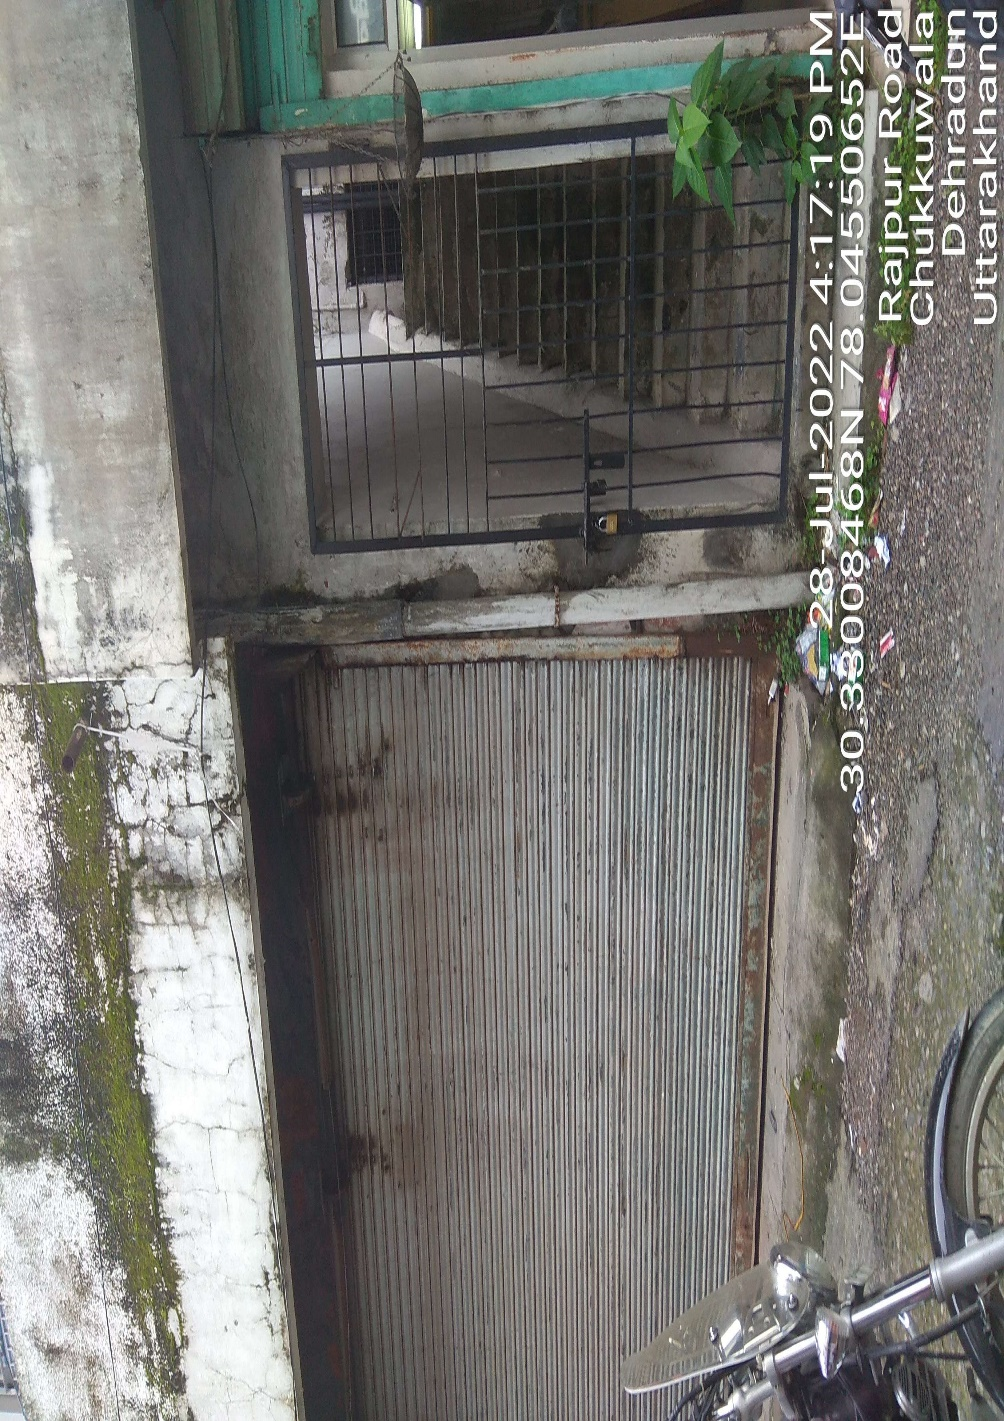 28-Jul-2022 4:17:19 PM
30.33008468N 78.04550652E
Rajpur Road
Chukkuwala
Dehradun
Uttarakhand